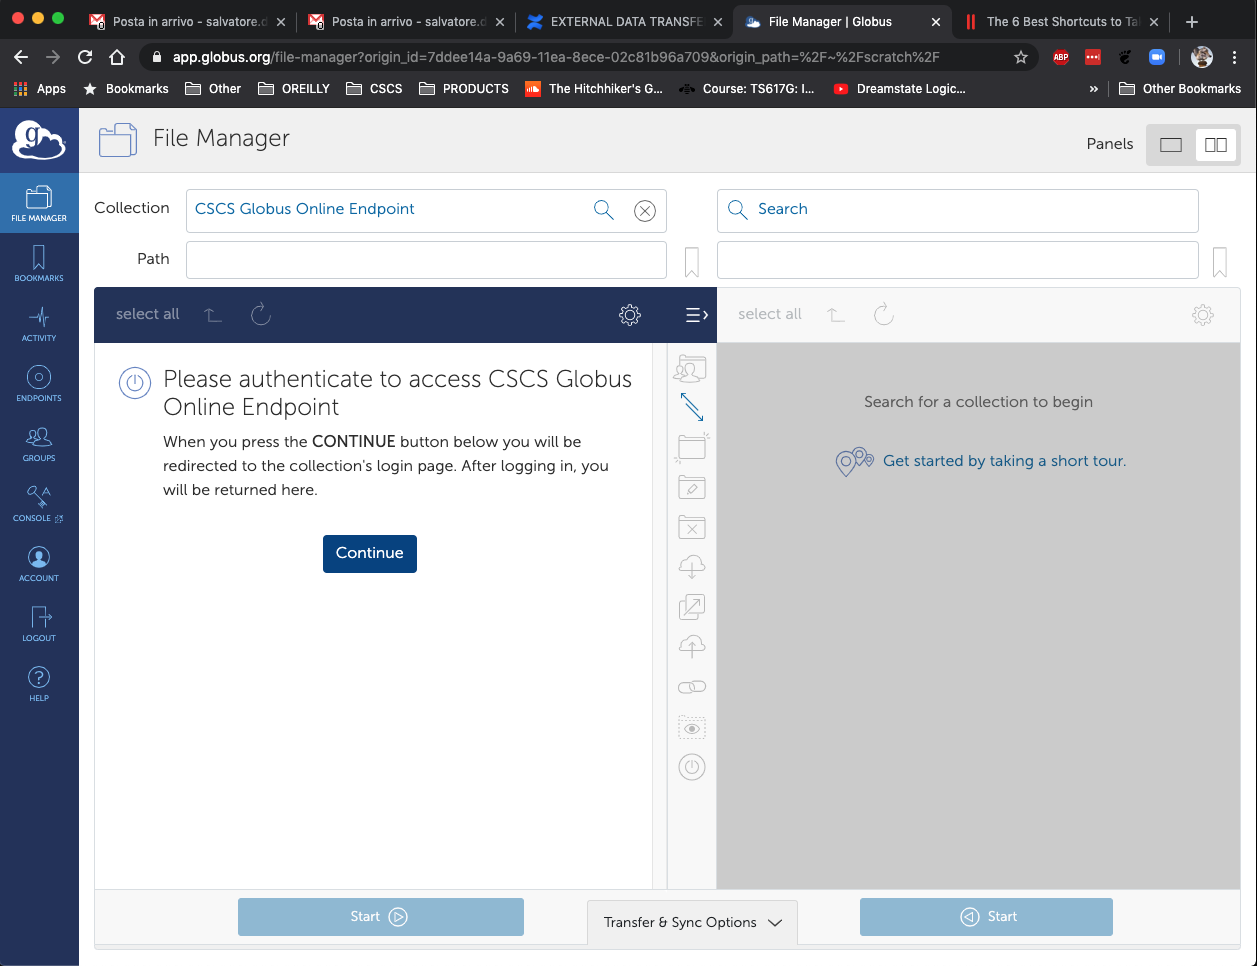 Posta in arrivo - salvatore.d
Posta in arrivo - salvatore.d
EXTERNAL DATA TRANSFE
File Manager | Globus
The 6 Best Shortcuts to Ta
app.globus.org/file-manager?origin_id=7ddee14a-9a69-11ea-8ece-02c81b96a709&origin_path=%2F~%2Fscratch%2F
ABP
Apps
Bookmarks
Other
OREILLY
CSCS
PRODUCTS
The Hitchhiker's G...
Course: TS617G: I...
Dreamstate Logic...
»
Other Bookmarks
g
File Manager
Panels
FILE MANAGER
BOOKMARKS
ACTIVITY
ENDPOINTS
GROUPS
CONSOLE
ACCOUNT
LOGOUT
HELP
Collection
CSCS Globus Online Endpoint
Search
Path
select all
select all
Please authenticate to access CSCS Globus
Online Endpoint
When you press the CONTINUE button below you will be
redirected to the collection's login page. After logging in, you
will be returned here.
Continue
Search for a collection to begin
Get started by taking a short tour.
Start
Transfer & Sync Options
Start